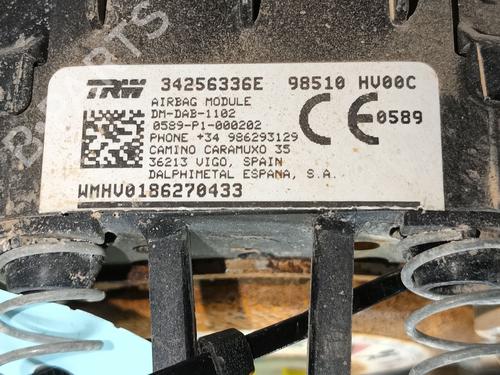 TRW 34256336E 98510 HV00C
AIRBAG MODULE
DM-DAB-1102
0589-P1-000202
PHONE +34 986293129
CAMINO CARAMUXO 35
36213 VIGO, SPAIN
DALPHIMETAL ESPANA, S.A.
CE 0589
WMHV0186270433